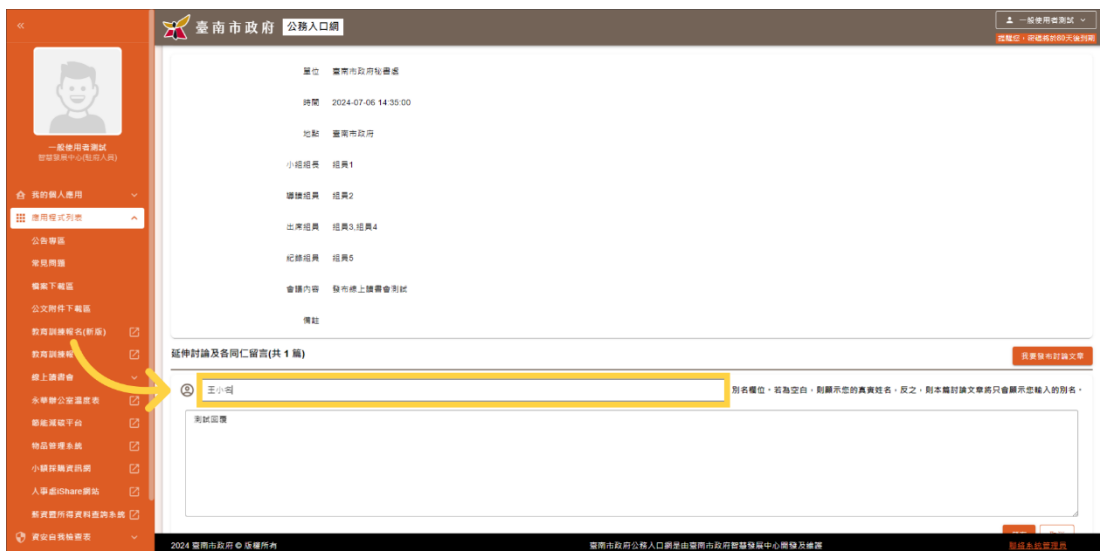 «
臺南市政府 公務入口網
一般使用者測試
提醒您，密碼將於60天後到期
一般使用者測試
智慧發展中心(駐府人員)
我的個人應用
應用程式列表
公告專區
常見問題
檔案下載區
公文附件下載區
教育訓練報名(新版)
教育訓練報
線上讀書會
永華辦公室溫度表
節能減碳平台
物品管理系統
小額採購資訊網
人事處iShare網站
薪資暨所得資料查詢系統
資安自我檢查表
單位 臺南市政府秘書處
時間 2024-07-06 14:35:00
地點 臺南市政府
小組組長 組員1
導讀組員 組員2
出席組員 組員3,組員4
紀錄組員 組員5
會議內容 發布線上讀書會測試
備註
延伸討論及各同仁留言(共 1 篇)
我要發布討論文章
王小名
別名欄位。若為空白，則顯示您的真實姓名，反之，則本篇討論文章將只會顯示您輸入的別名。
測試回覆
2024 臺南市政府 © 版權所有
臺南市政府公務入口網是由臺南市政府智慧發展中心開發及維護
聯絡系統管理員